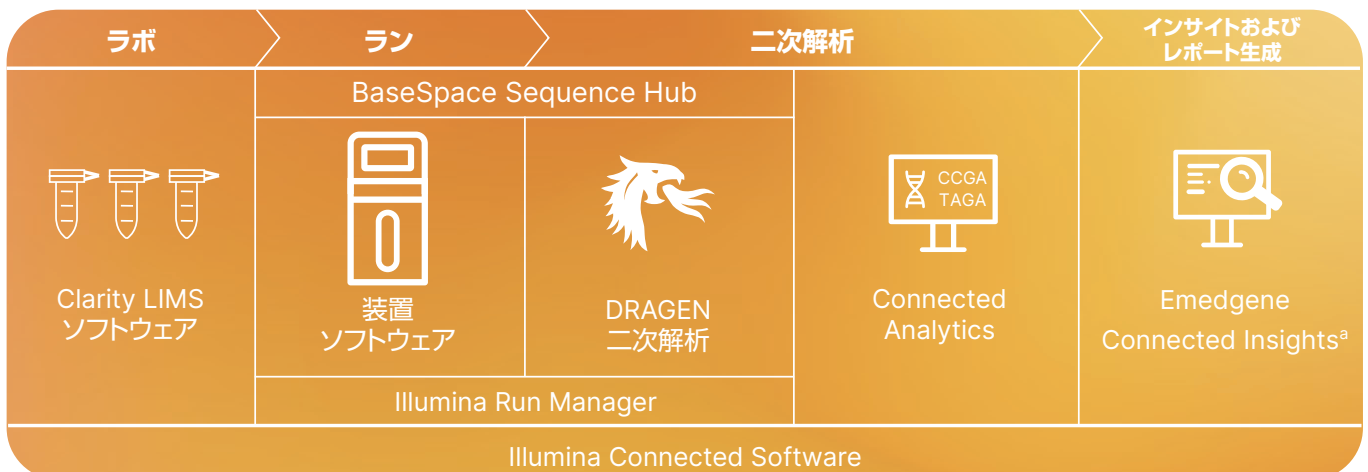 ラボ
ラン
二次解析
インサイトおよび
レポート生成
BaseSpace Sequence Hub
Clarity LIMS
ソフトウェア
装置
ソフトウェア
DRAGEN
二次解析
CCGA
TAGA
Connected
Analytics
Emedgene
Connected Insightsᵃ
Illumina Run Manager
Illumina Connected Software